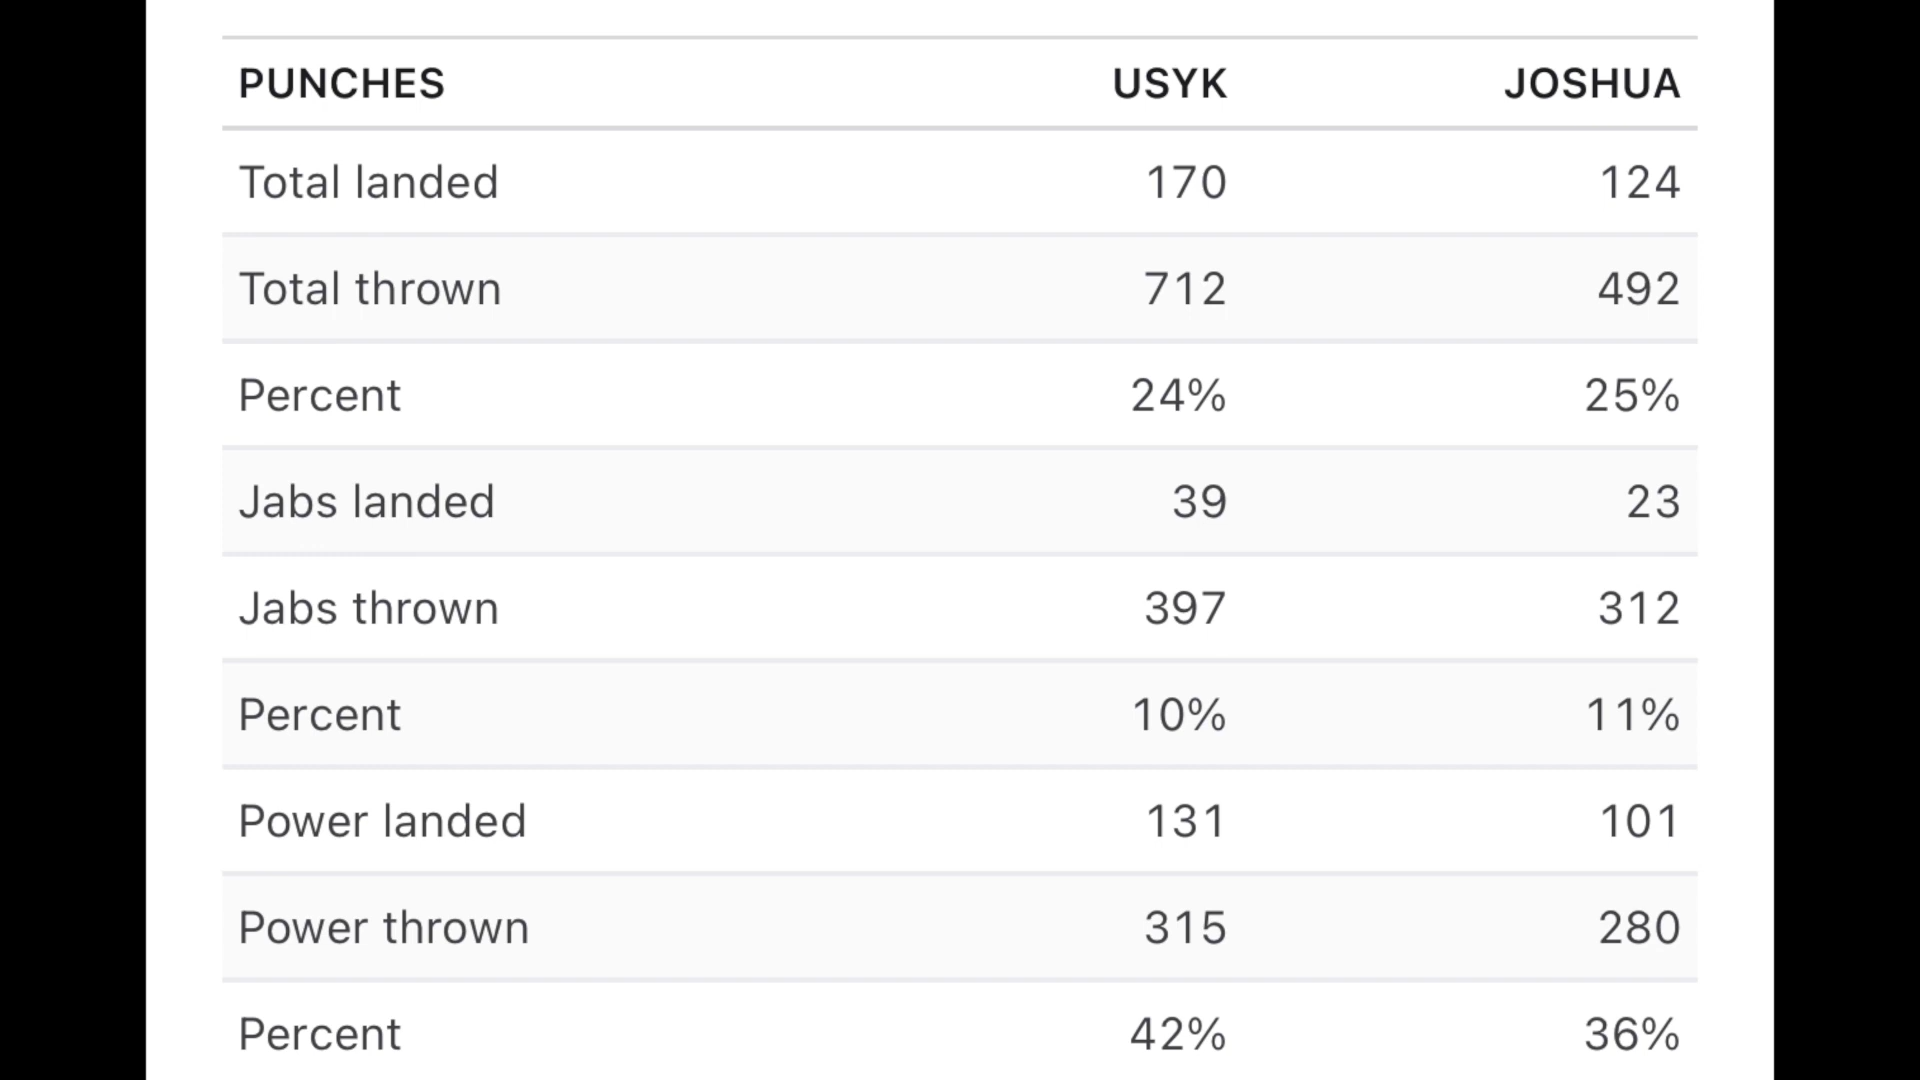 PUNCHES USYK JOSHUA
Total landed 170 124
Total thrown 712 492
Percent 24% 25%
Jabs landed 39 23
Jabs thrown 397 312
Percent 10% 11%
Power landed 131 101
Power thrown 315 280
Percent 42% 36%